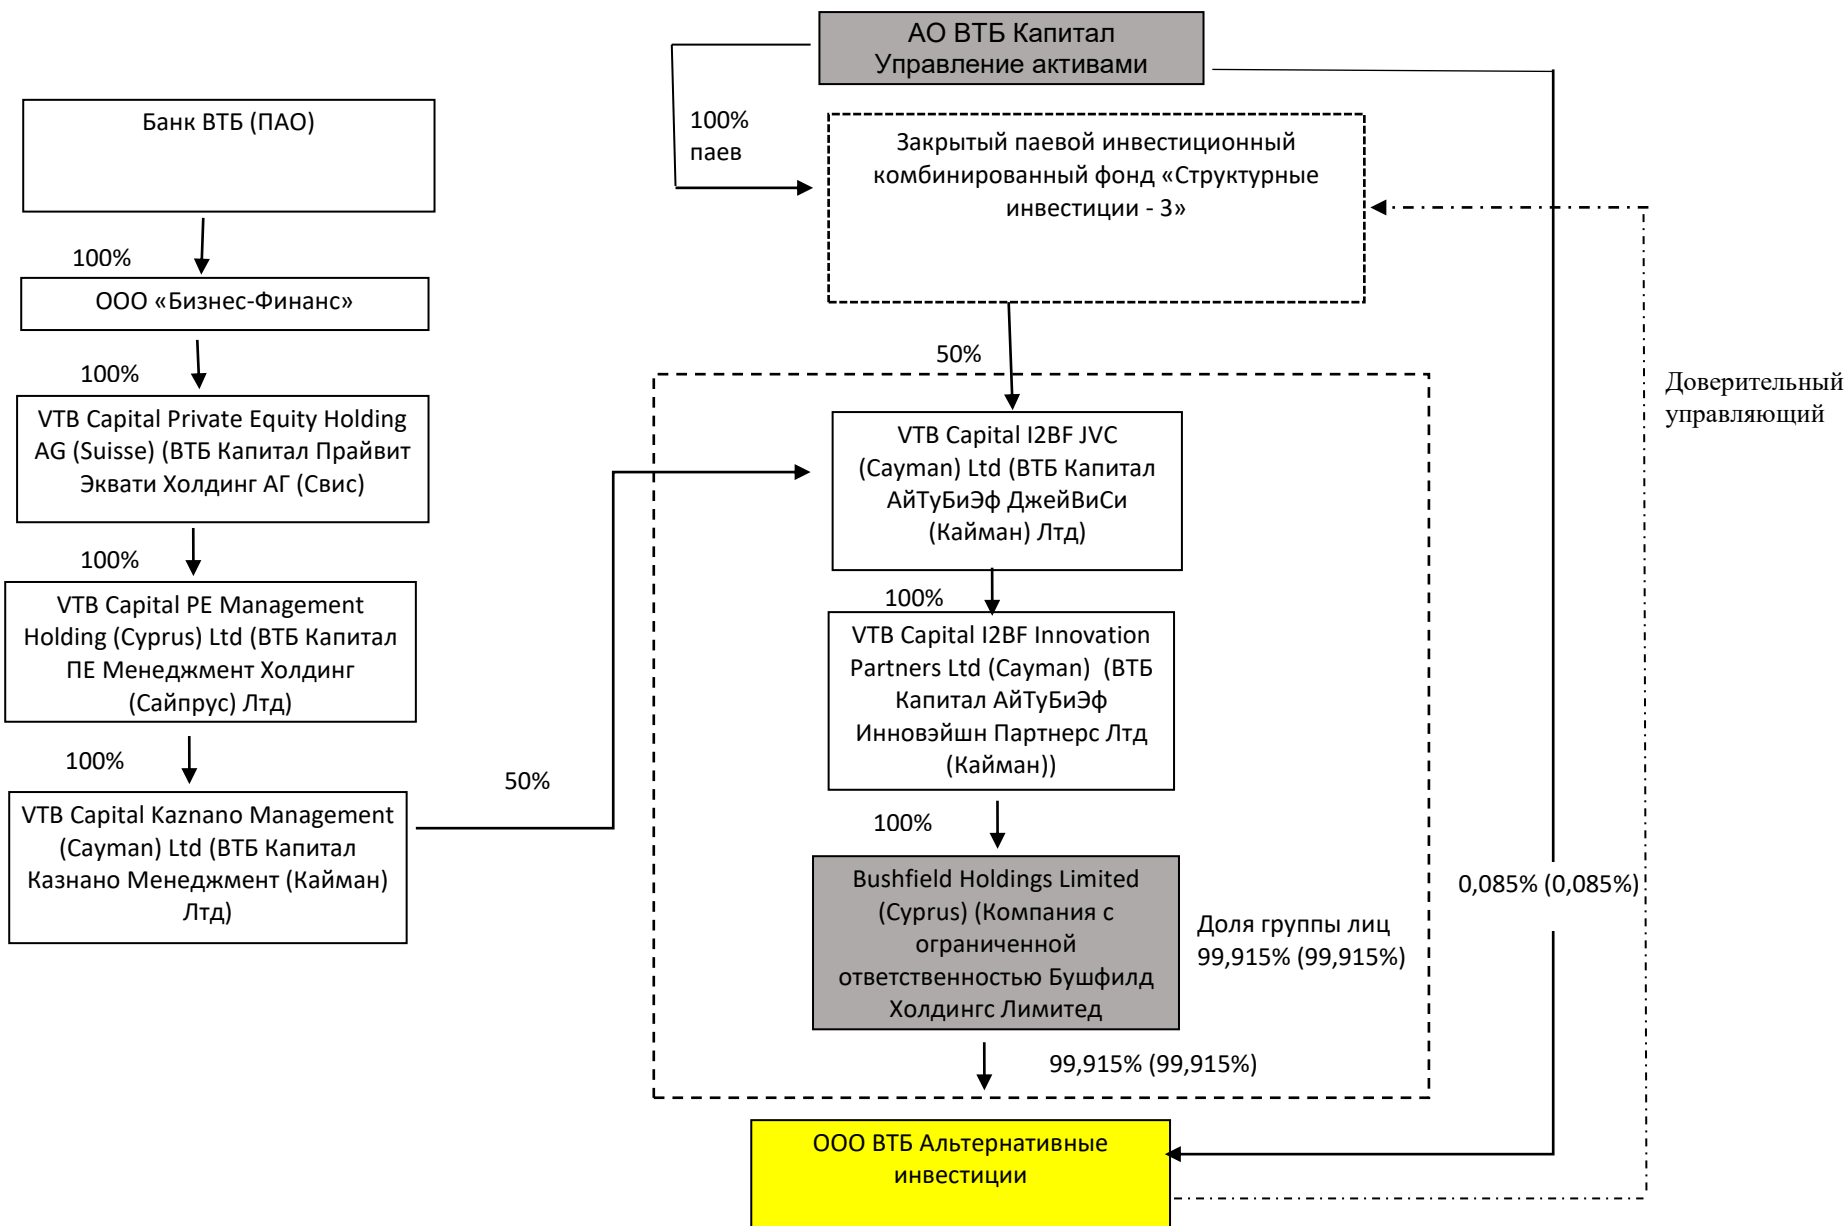 АО ВТБ Капитал
Управление активами
Банк ВТБ (ПАО)
100%
паев
Закрытый паевой инвестиционный
комбинированный фонд «Структурные
инвестиции - 3»
100%
ООО «Бизнес-Финанс»
50%
100%
Доверительный
управляющий
VTB Capital Private Equity Holding
AG (Suisse) (ВТБ Капитал Прайвит
Эквати Холдинг АГ (Свис)
VTB Capital I2BF JVC
(Cayman) Ltd (ВТБ Капитал
АйТуБиЭф ДжейВиСи
(Кайман) Лтд)
100%
100%
VTB Capital PE Management
Holding (Cyprus) Ltd (ВТБ Капитал
ПЕ Менеджмент Холдинг
(Сайпрус) Лтд)
VTB Capital I2BF Innovation
Partners Ltd (Cayman) (ВТБ
Капитал АйТуБиЭф
Инновэйшн Партнерс Лтд
(Кайман))
100%
50%
VTB Capital Kaznano Management
(Cayman) Ltd (ВТБ Капитал
Казнано Менеджмент (Кайман)
Лтд)
100%
Bushfield Holdings Limited
(Cyprus) (Компания с
ограниченной
ответственностью Бушфилд
Холдингс Лимитед
0,085% (0,085%)
Доля группы лиц
99,915% (99,915%)
99,915% (99,915%)
ООО ВТБ Альтернативные
инвестиции